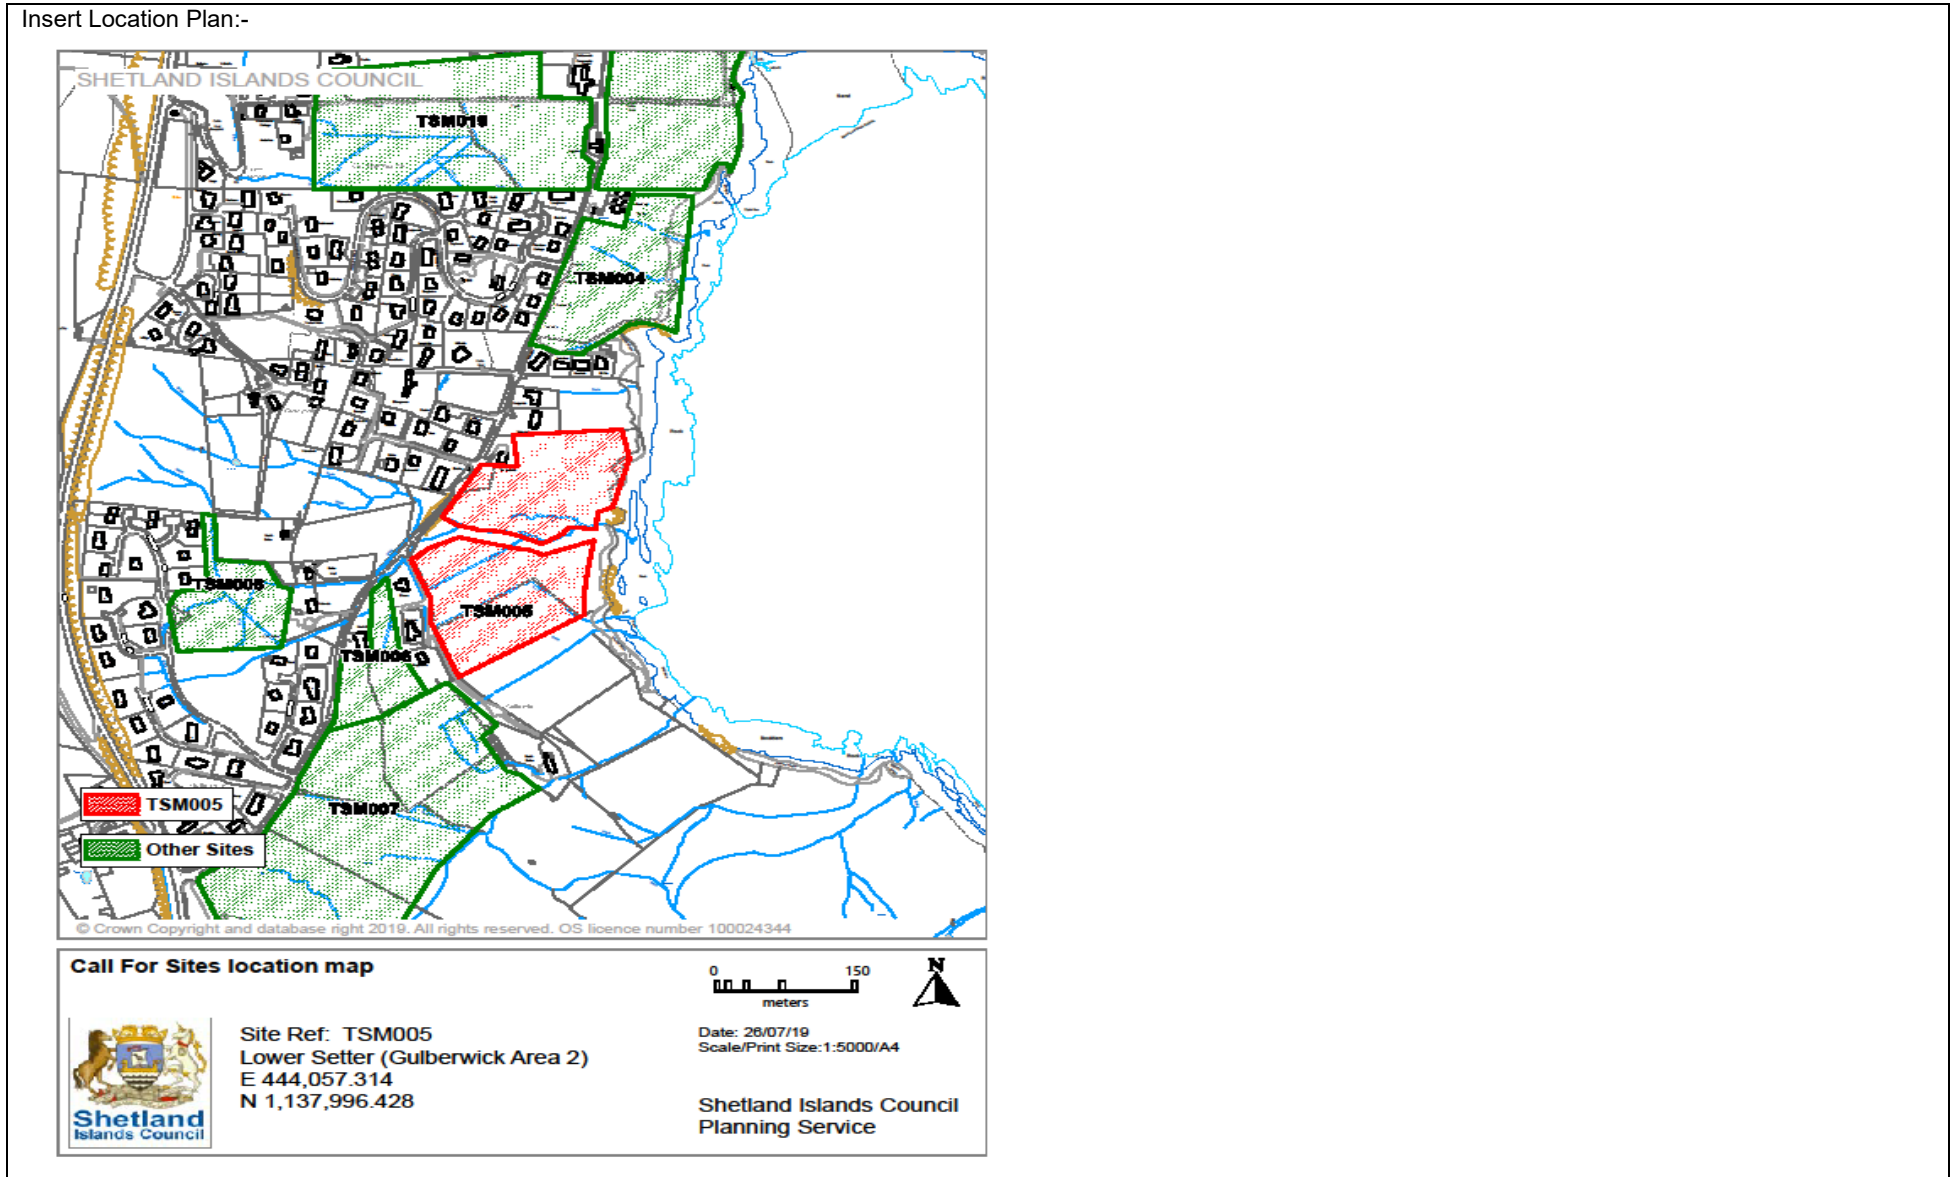 Insert Location Plan:-
SHETLAND ISLANDS COUNCIL
TSM004
TSM005
TSM006
TSM007
TSM005
Other Sites
© Crown Copyright and database right 2019. All rights reserved. OS licence number 100024344
Call For Sites location map
0 150
meters
N
Site Ref: TSM005
Lower Setter (Gulberwick Area 2)
E 444,057.314
N 1,137,996.428
Date: 26/07/19
Scale/Print Size:1:5000/A4
Shetland Islands Council
Planning Service
Shetland
Islands Council